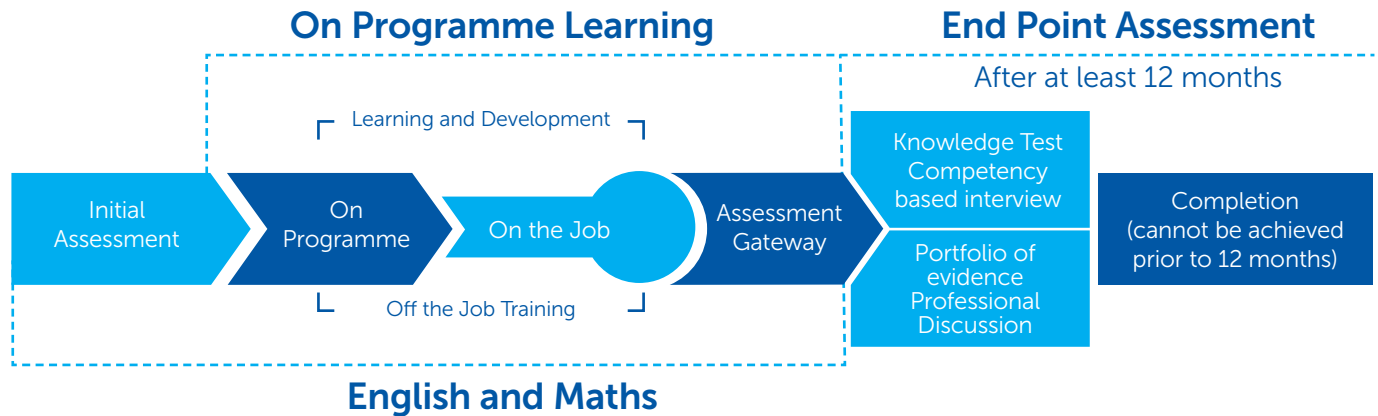 On Programme Learning
End Point Assessment
After at least 12 months
Learning and Development
Initial
Assessment
On
Programme
On the Job
Off the Job Training
Assessment
Gateway
Knowledge Test
Competency
based interview
Portfolio of
evidence
Professional
Discussion
Completion
(cannot be achieved
prior to 12 months)
English and Maths